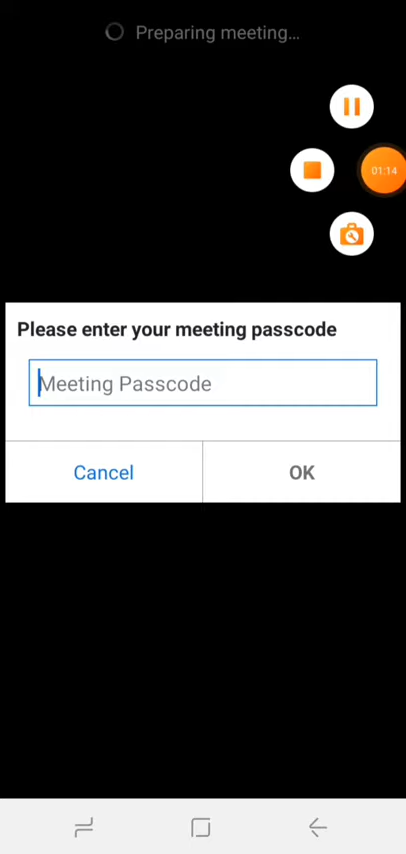 Preparing meeting...
01:14
Please enter your meeting passcode
Meeting Passcode
Cancel
OK